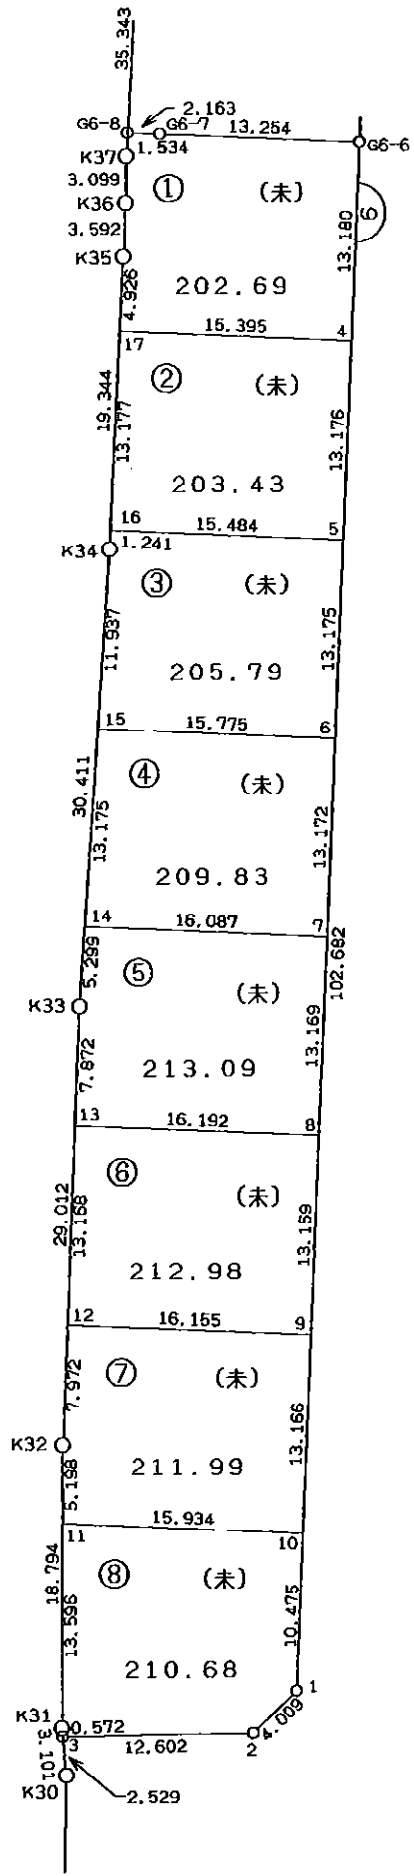 35.343
2.163
G6-8 G6-7 13.254 G6-6
K37 1.534
3.099
K36 ① (未) 6
3.592 13.180
K35
4.926 202.69
15.395 4
17
② (未)
19.344 13.177 13.176
203.43
16 15.484 5
K34 1.241
③ (未)
11.937 13.175
205.79
15 15.775 6
④ (未)
30.411 13.175 13.172
209.83
14 16.087 7
5.299 ⑤ (未) 102.682
K33 13.169
7.872 213.09
13 16.192 8
⑥ (未)
29.012 13.168 13.159
212.98
12 16.155 9
7.972 ⑦ (未)
K32 13.166
5.198 211.99
11 15.934 10
⑧ (未)
18.794 13.596 10.475
210.68
1
K31 0.572 4.009
3 12.602 2
3.101
K30 2.529